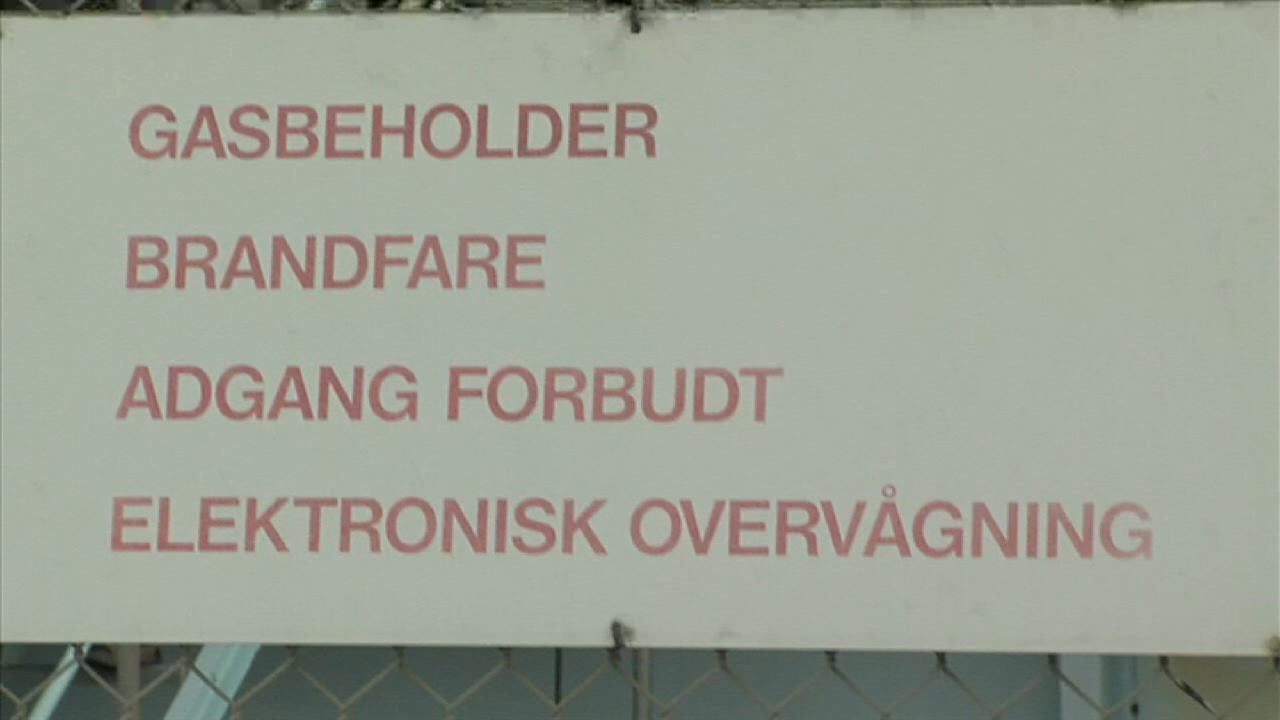 GASBEHOLDER
BRANDFARE
ADGANG FORBUDT
ELEKTRONISK OVERVÅGNING